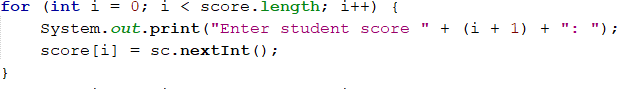 for (int i = 0; i < score.length; i++) {
    System.out.print("Enter student score " + (i + 1) + ": ");
    score[i] = sc.nextInt();
}